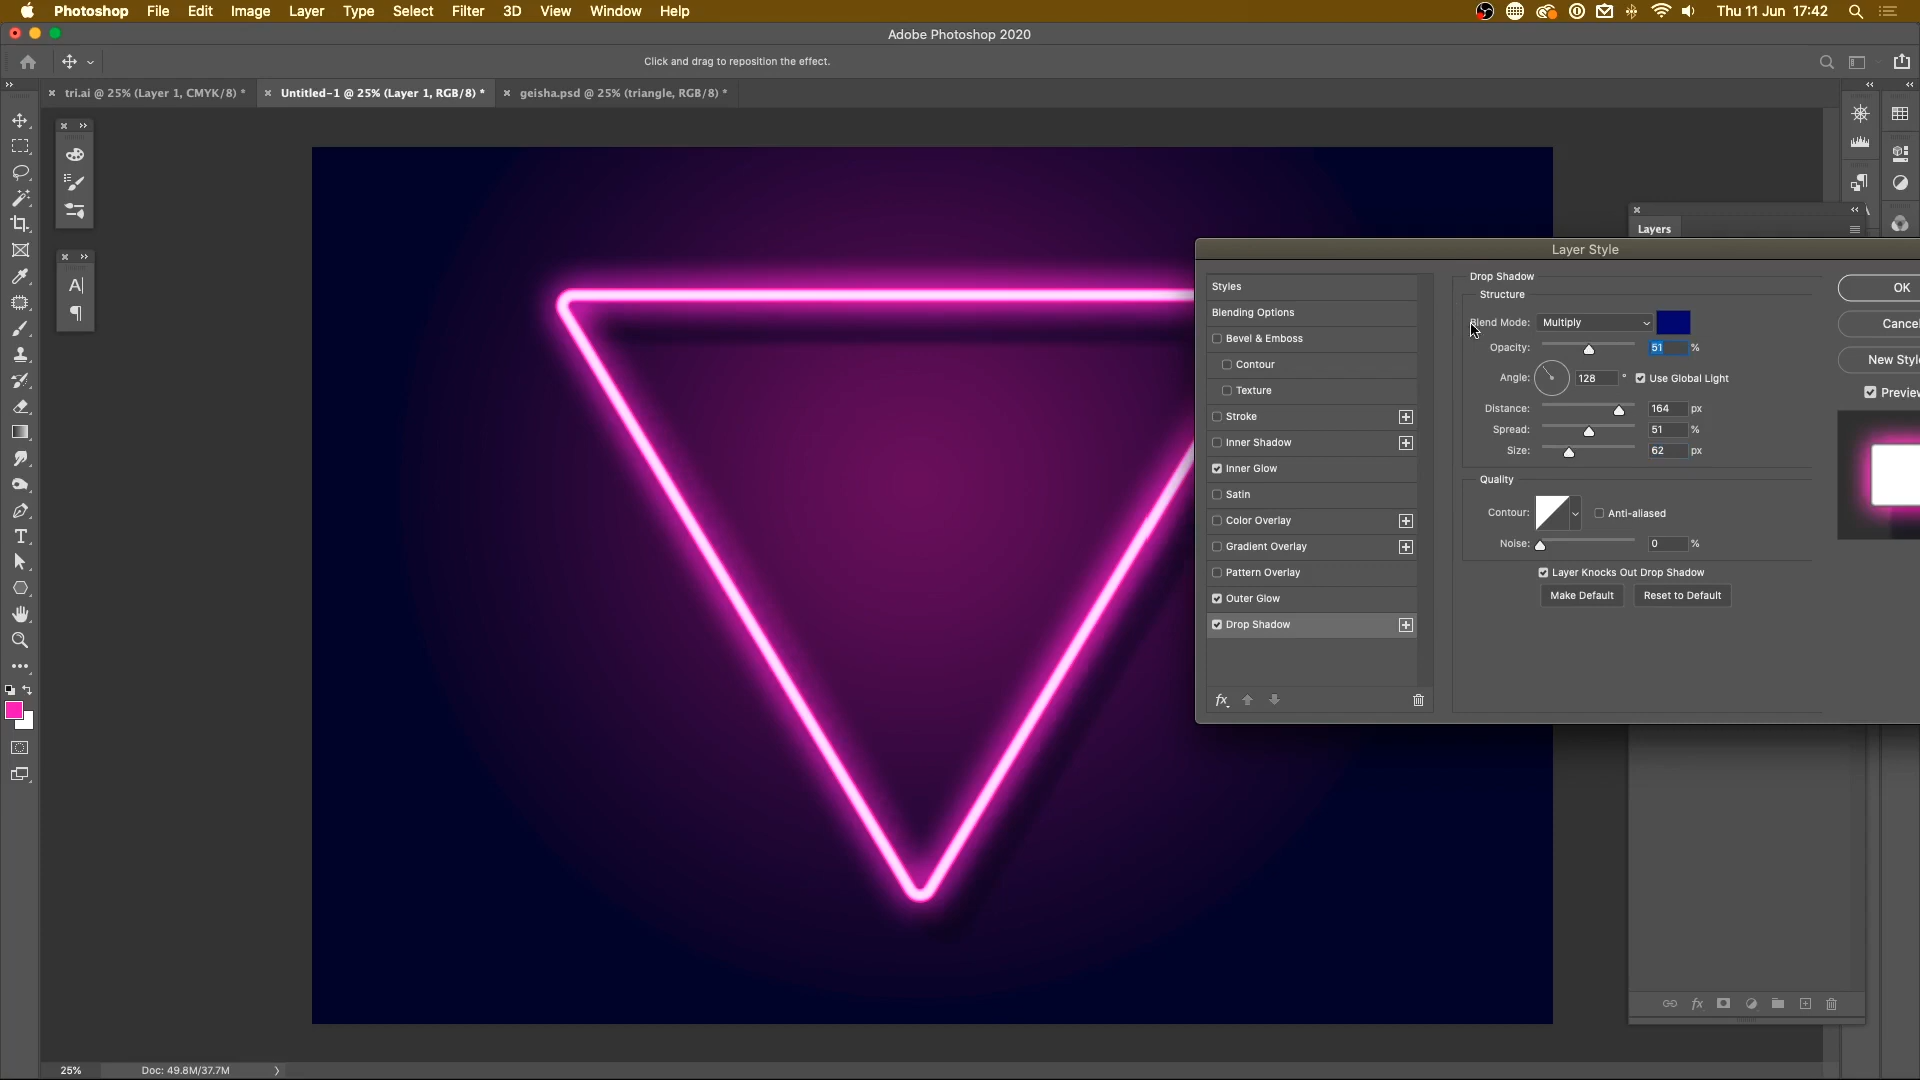 Photoshop File Edit Image Layer Type Select Filter 3D View Window Help Thu 11 Jun 17:42
Adobe Photoshop 2020
Click and drag to reposition the effect.
tri.ai @ 25% (Layer 1, CMYK/8) *
Untitled-1 @ 25% (Layer 1, RGB/8) *
geisha.psd @ 25% (triangle, RGB/8) *
Layers
Layer Style
Styles
Blending Options
Bevel & Emboss
Contour
Texture
Stroke
Inner Shadow
Inner Glow
Satin
Color Overlay
Gradient Overlay
Pattern Overlay
Outer Glow
Drop Shadow
fx
Drop Shadow
Structure
Blend Mode: Multiply
Opacity: 51 %
Angle: 128 ° Use Global Light
Distance: 164 px
Spread: 51 %
Size: 62 px
Quality
Contour: Anti-aliased
Noise: 0 %
Layer Knocks Out Drop Shadow
Make Default Reset to Default
OK
Cance
New Styl
Preview
fx
25% Doc: 49.8M/37.7M